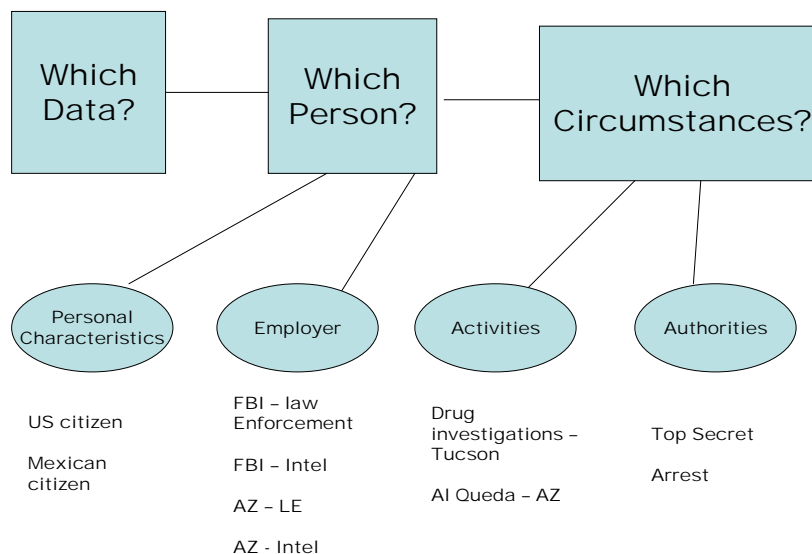 Which
Data?
Which
Person?
Which
Circumstances?
Personal
Characteristics
Employer
Activities
Authorities
US citizen
Mexican
citizen
FBI – law
Enforcement
FBI – Intel
AZ – LE
AZ - Intel
Drug
investigations –
Tucson
Al Queda – AZ
Top Secret
Arrest